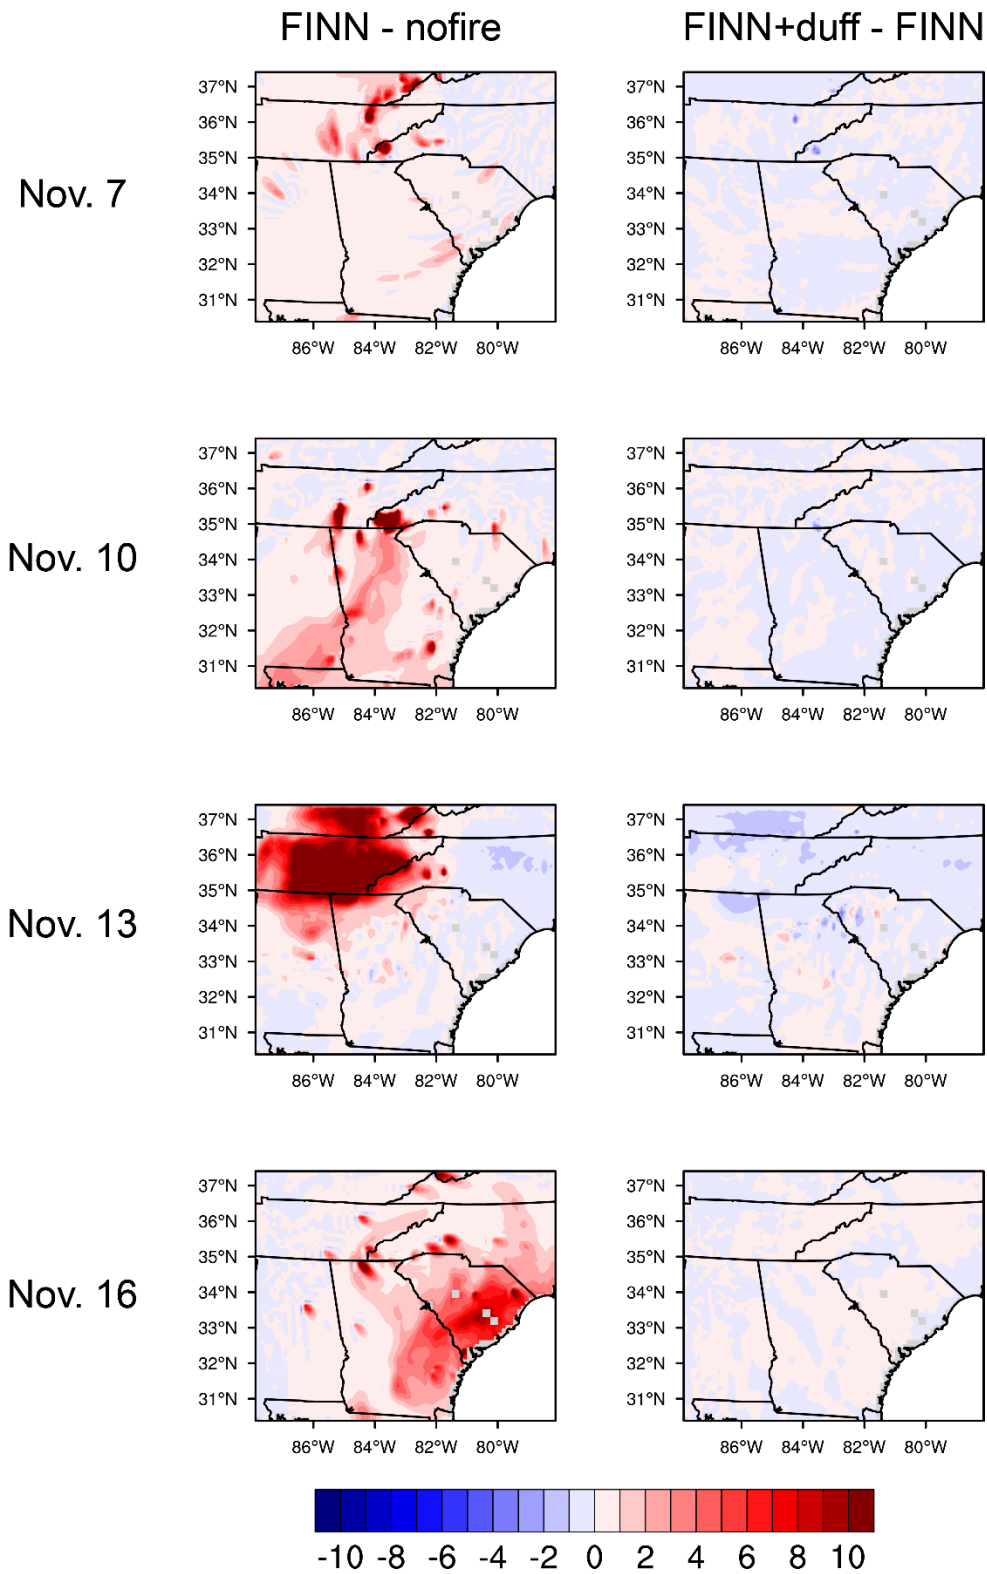 FINN - nofire FINN+duff - FINN
Nov. 7
37°N 37°N
36°N 36°N
35°N 35°N
34°N 34°N
33°N 33°N
32°N 32°N
31°N 31°N
86°W 84°W 82°W 80°W 86°W 84°W 82°W 80°W
Nov. 10
37°N 37°N
36°N 36°N
35°N 35°N
34°N 34°N
33°N 33°N
32°N 32°N
31°N 31°N
86°W 84°W 82°W 80°W 86°W 84°W 82°W 80°W
Nov. 13
37°N 37°N
36°N 36°N
35°N 35°N
34°N 34°N
33°N 33°N
32°N 32°N
31°N 31°N
86°W 84°W 82°W 80°W 86°W 84°W 82°W 80°W
Nov. 16
37°N 37°N
36°N 36°N
35°N 35°N
34°N 34°N
33°N 33°N
32°N 32°N
31°N 31°N
86°W 84°W 82°W 80°W 86°W 84°W 82°W 80°W
-10 -8 -6 -4 -2 0 2 4 6 8 10